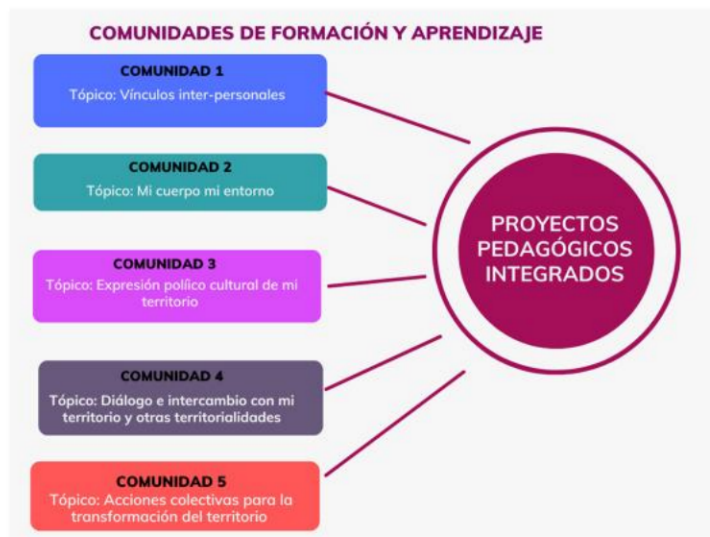 COMUNIDADES DE FORMACIÓN Y APRENDIZAJE
COMUNIDAD 1
Tópico: Vínculos inter-personales
COMUNIDAD 2
Tópico: Mi cuerpo mi entorno
COMUNIDAD 3
Tópico: Expresión políico cultural de mi
territorio
COMUNIDAD 4
Tópico: Diálogo e intercambio con mi
territorio y otras territorialidades
COMUNIDAD 5
Tópico: Acciones colectivas para la
transformación del territorio
PROYECTOS
PEDAGÓGICOS
INTEGRADOS